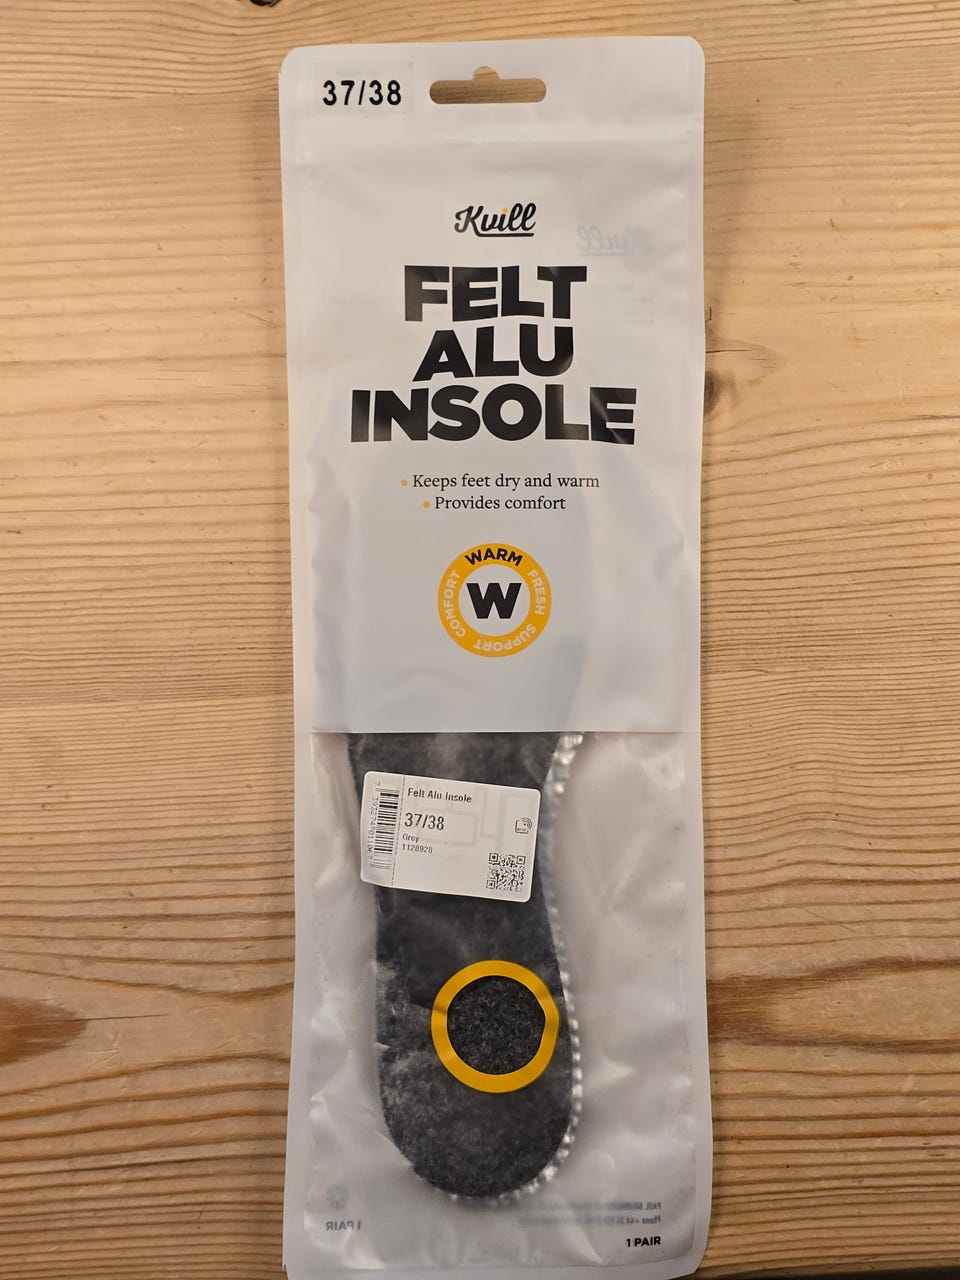 37/38
Kvill
FELT
ALU
INSOLE
• Keeps feet dry and warm
• Provides comfort
WARM
FRESH
SUPPORT
COMFORT
W
Felt Alu Insole
37/38
Grey
1128928
1 PAIR
1 PAIR